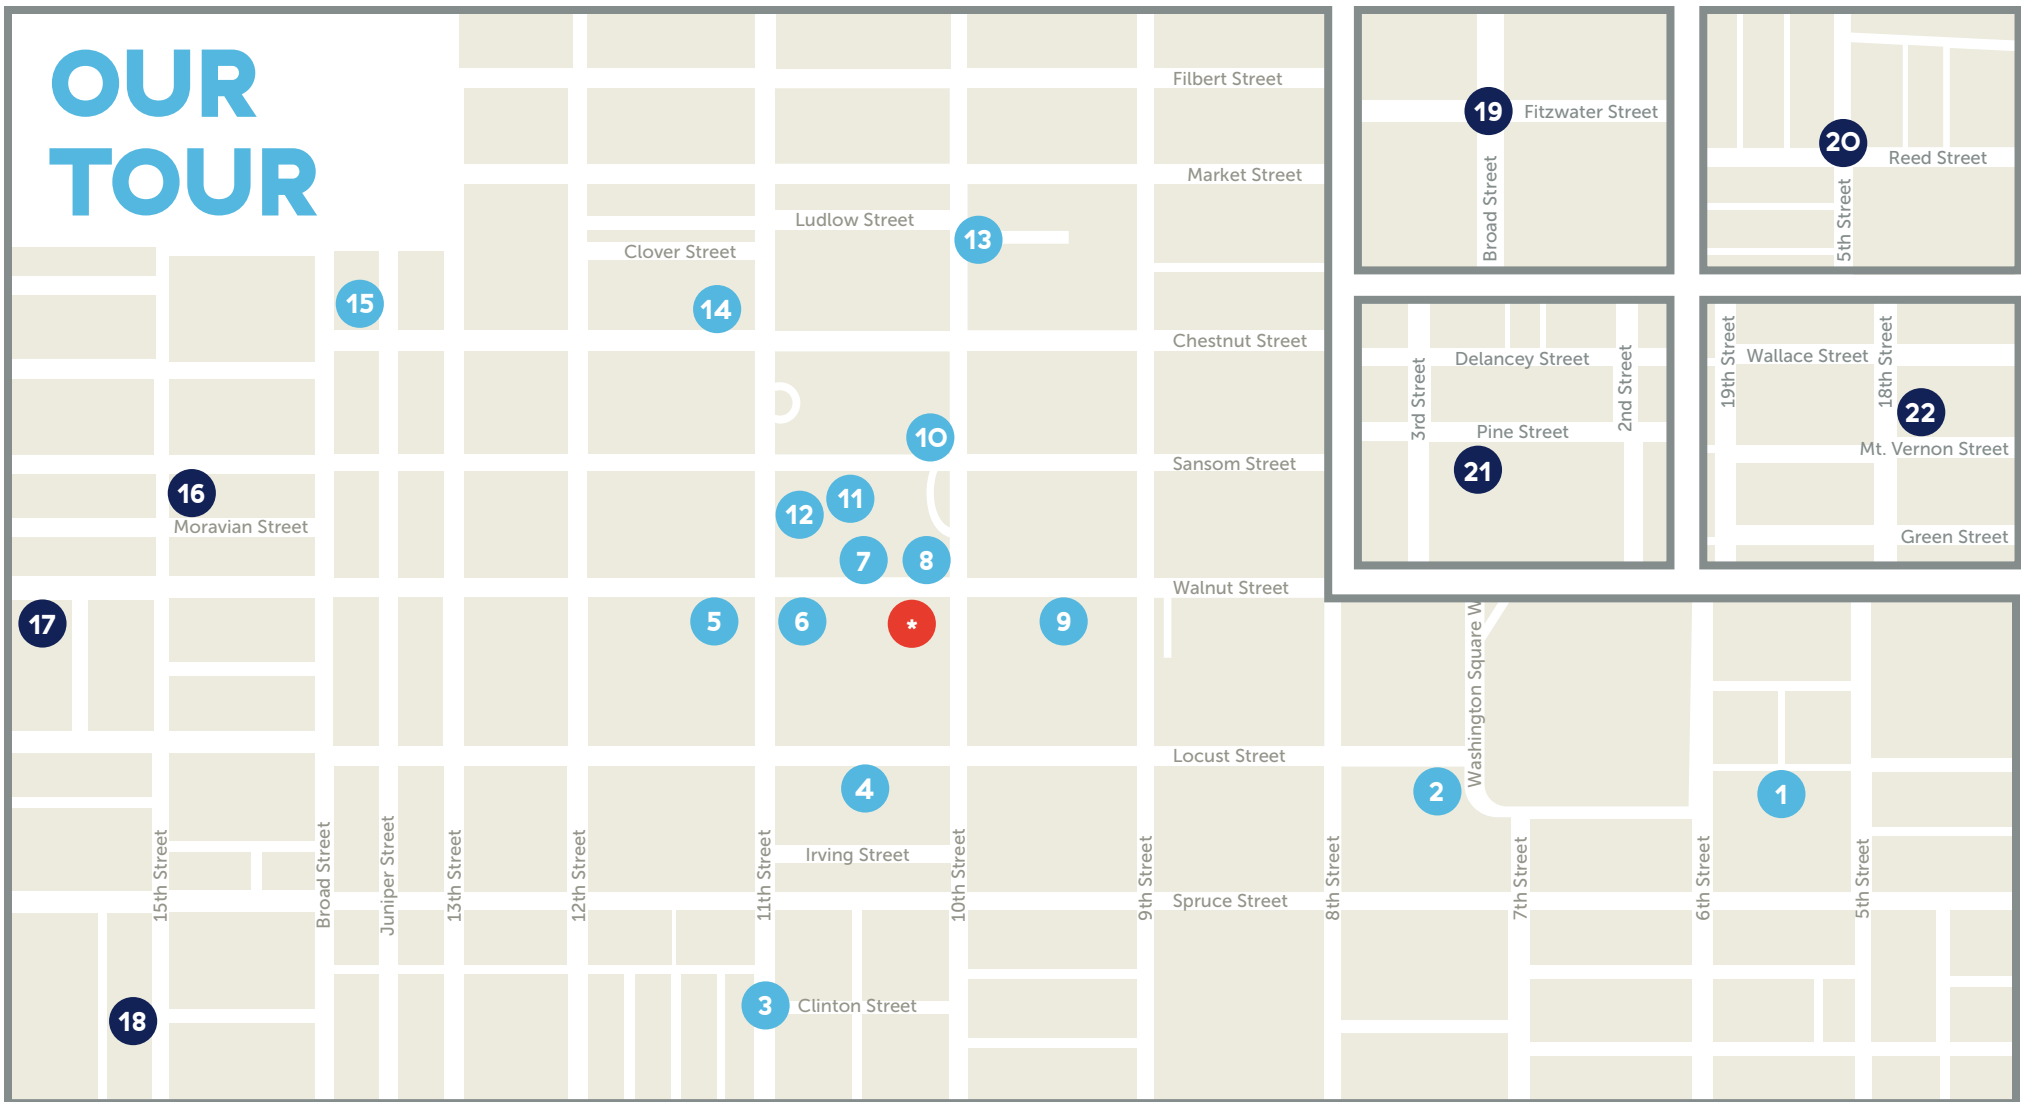 OUR
TOUR
Filbert Street
Market Street
Ludlow Street
Clover Street
13
14
15
Chestnut Street
10
Sansom Street
16
11
12
Moravian Street
7
8
Walnut Street
17
5
6
*
9
Washington Square W
Locust Street
4
2
1
Irving Street
15th Street
Broad Street
Juniper Street
13th Street
12th Street
11th Street
10th Street
9th Street
8th Street
7th Street
6th Street
5th Street
Spruce Street
3
Clinton Street
18
19
Fitzwater Street
Broad Street
20
Reed Street
5th Street
Delancey Street
3rd Street
2nd Street
Pine Street
21
19th Street
Wallace Street
18th Street
22
Mt. Vernon Street
Green Street